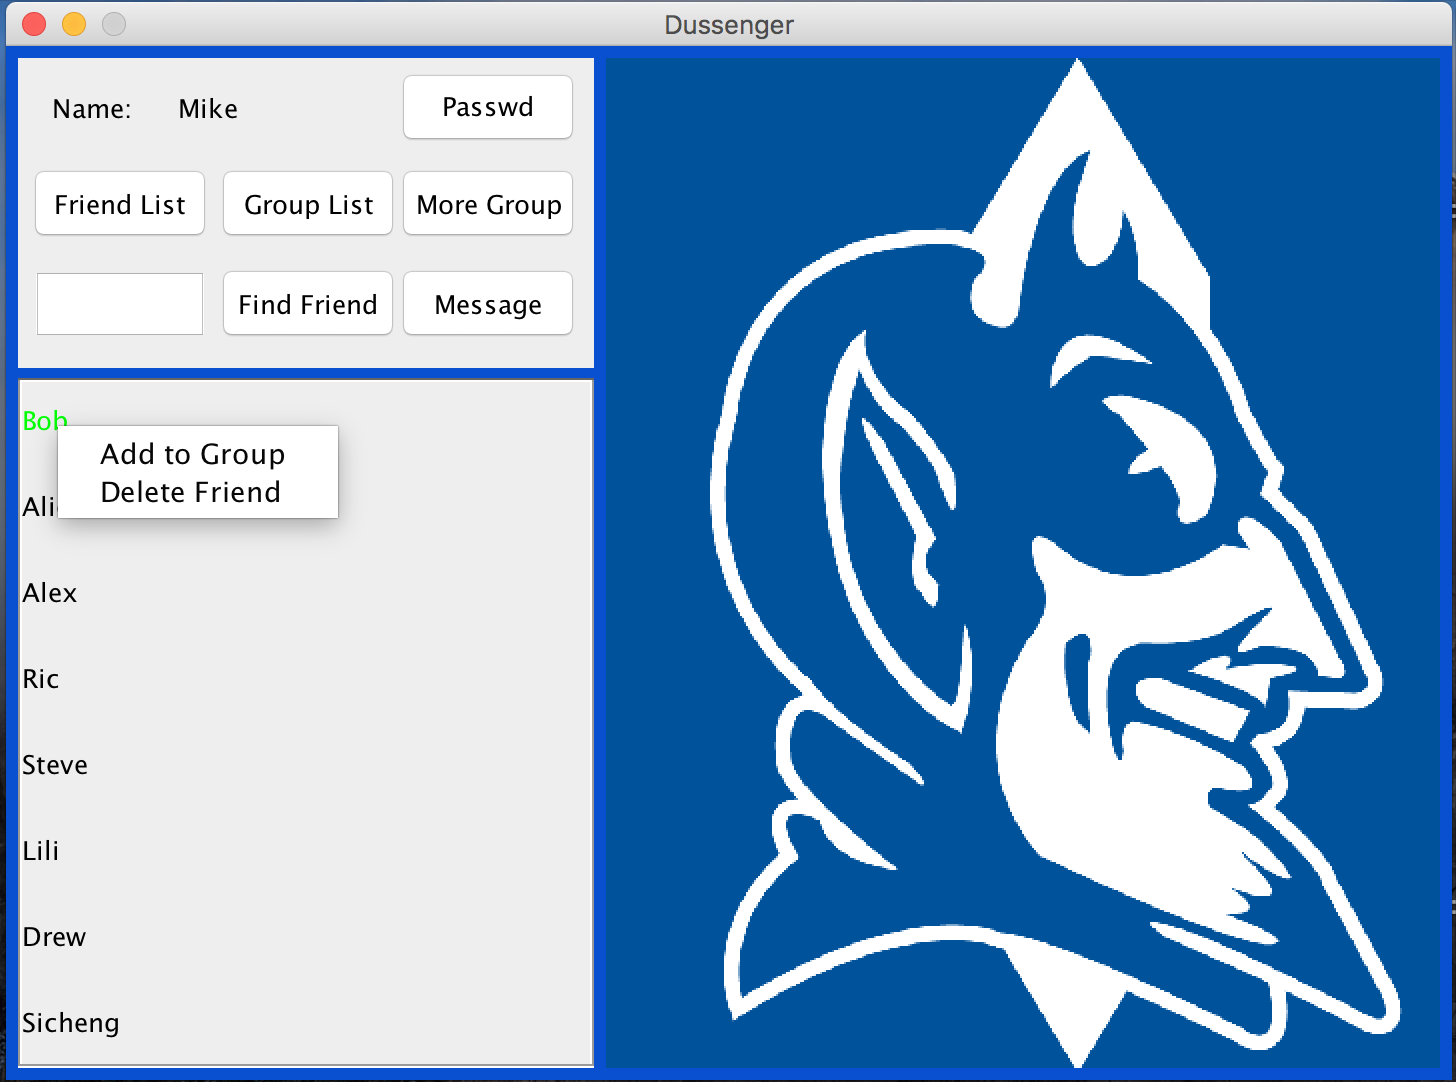 Dussenger
Name: Mike Passwd
Friend List Group List More Group
Find Friend Message
Bob
Add to Group
Delete Friend
Alex
Ric
Steve
Lili
Drew
Sicheng